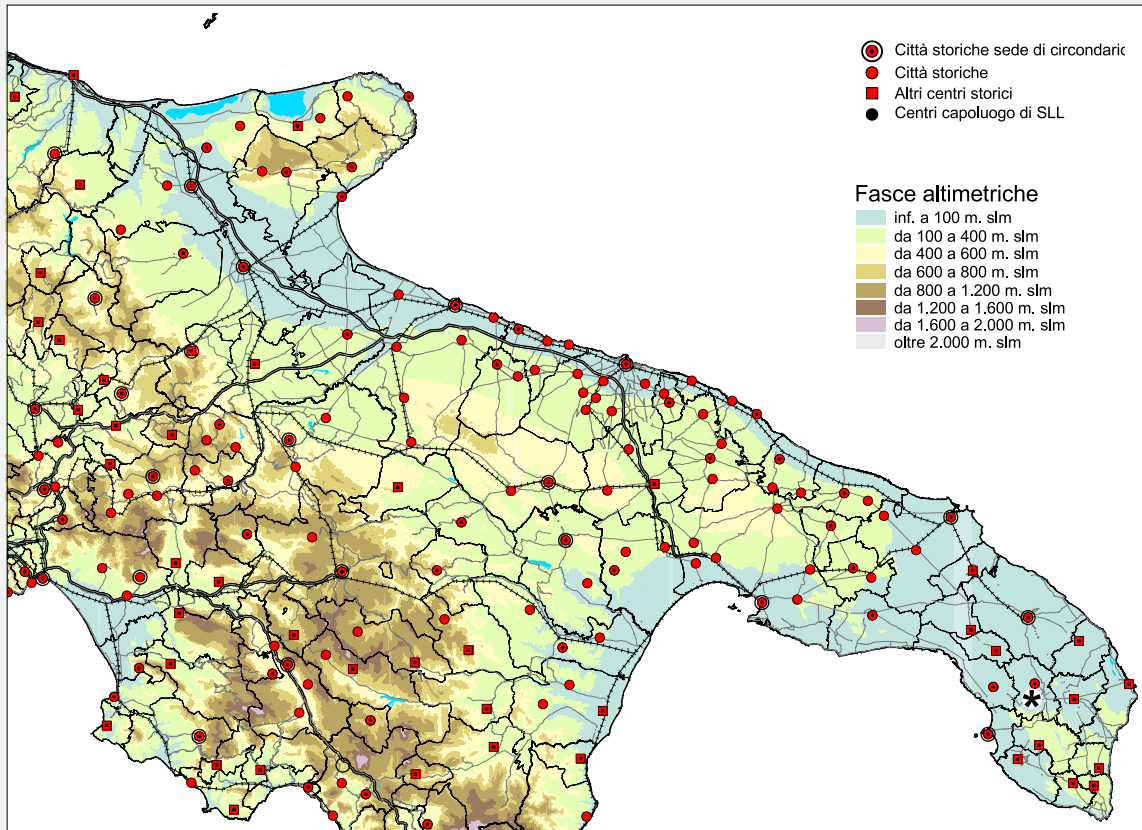 Città storiche sede di circondaric
Città storiche
Altri centri storici
Centri capoluogo di SLL
Fasce altimetriche
inf. a 100 m. slm
da 100 a 400 m. slm
da 400 a 600 m. slm
da 600 a 800 m. slm
da 800 a 1.200 m. slm
da 1.200 a 1.600 m. slm
da 1.600 a 2.000 m. slm
oltre 2.000 m. slm
*